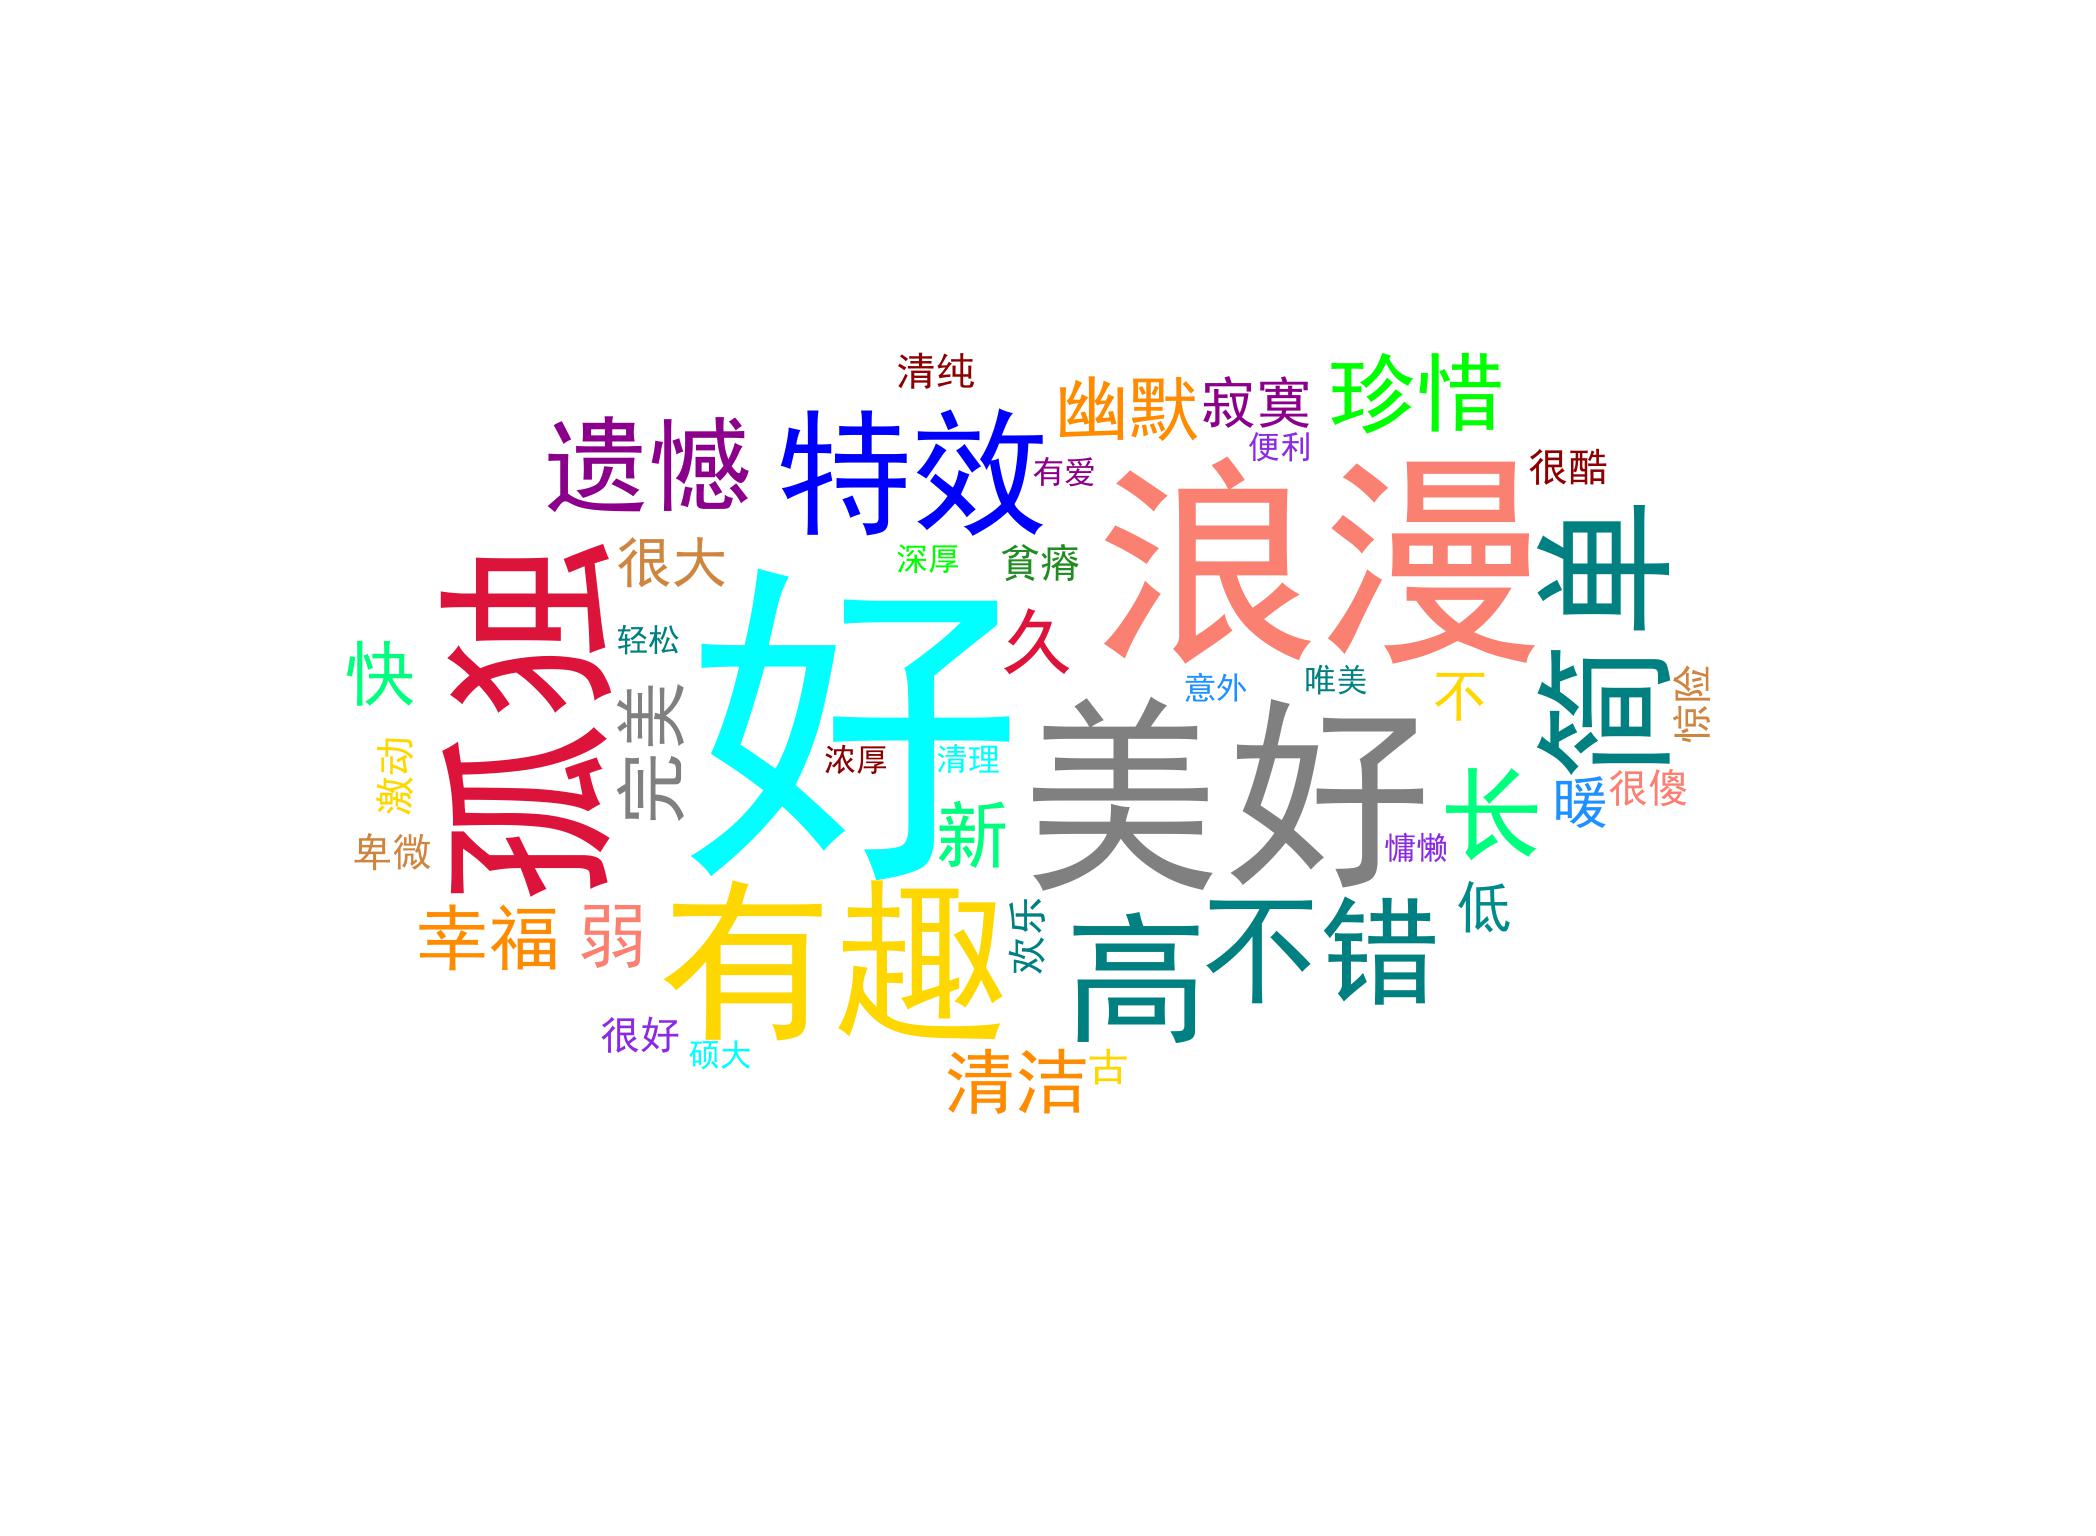 清纯
幽默
寂寞
珍惜
遗憾
特效
有爱
便利
很酷
浪漫
简单
孤独
很大
深厚
貧瘠
好
久
快
轻松
完美
意外
唯美
不
惊险
激动
浓厚
清理
美好
新
卑微
慵懒
长
暖
很傻
幸福
弱
有趣
欢乐
高
不错
低
很好
硕大
清洁
古